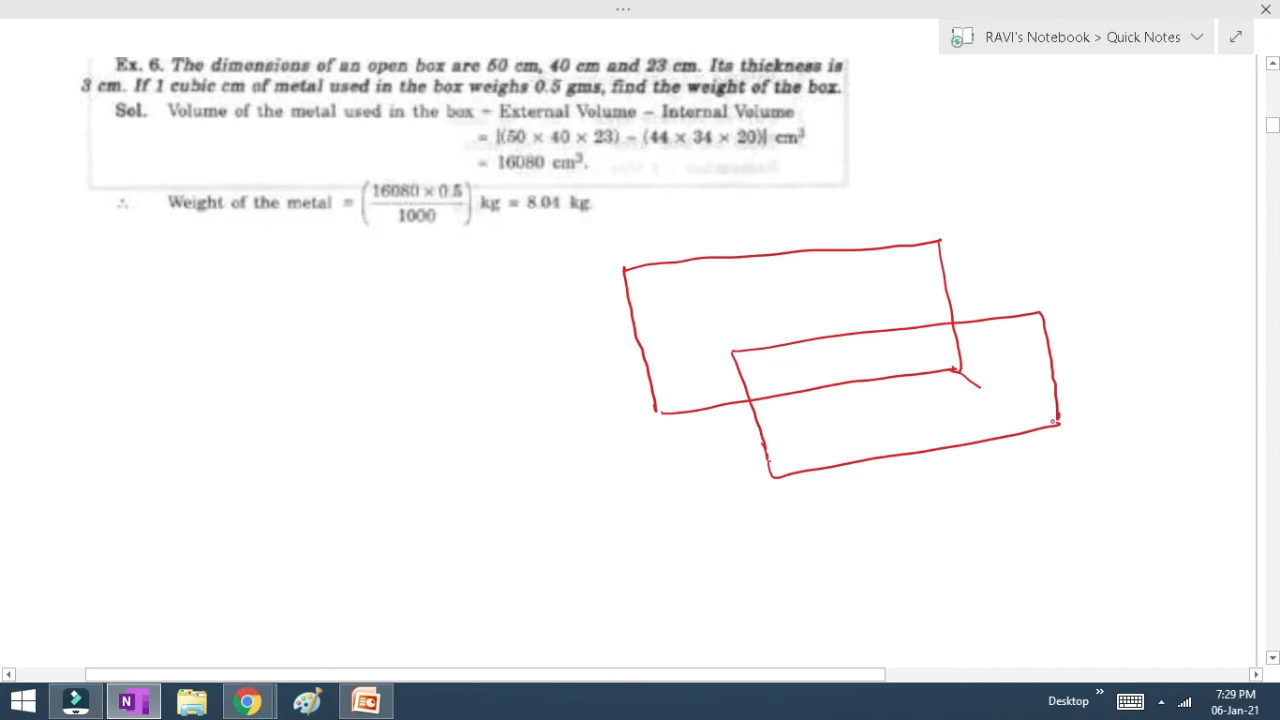 RAVI's Notebook > Quick Notes
Ex. 6. The dimensions of an open box are 50 cm, 40 cm and 23 cm. Its thickness is
3 cm. If 1 cubic cm of metal used in the box weighs 0.5 gms, find the weight of the box.
Sol. Volume of the metal used in the box = External Volume – Internal Volume
= [(50 × 40 × 23) – (44 × 34 × 20)] cm³
= 16080 cm³.
∴ Weight of the metal = (16080 × 0.5 / 1000) kg = 8.04 kg.
Desktop
7:29 PM
06-Jan-21